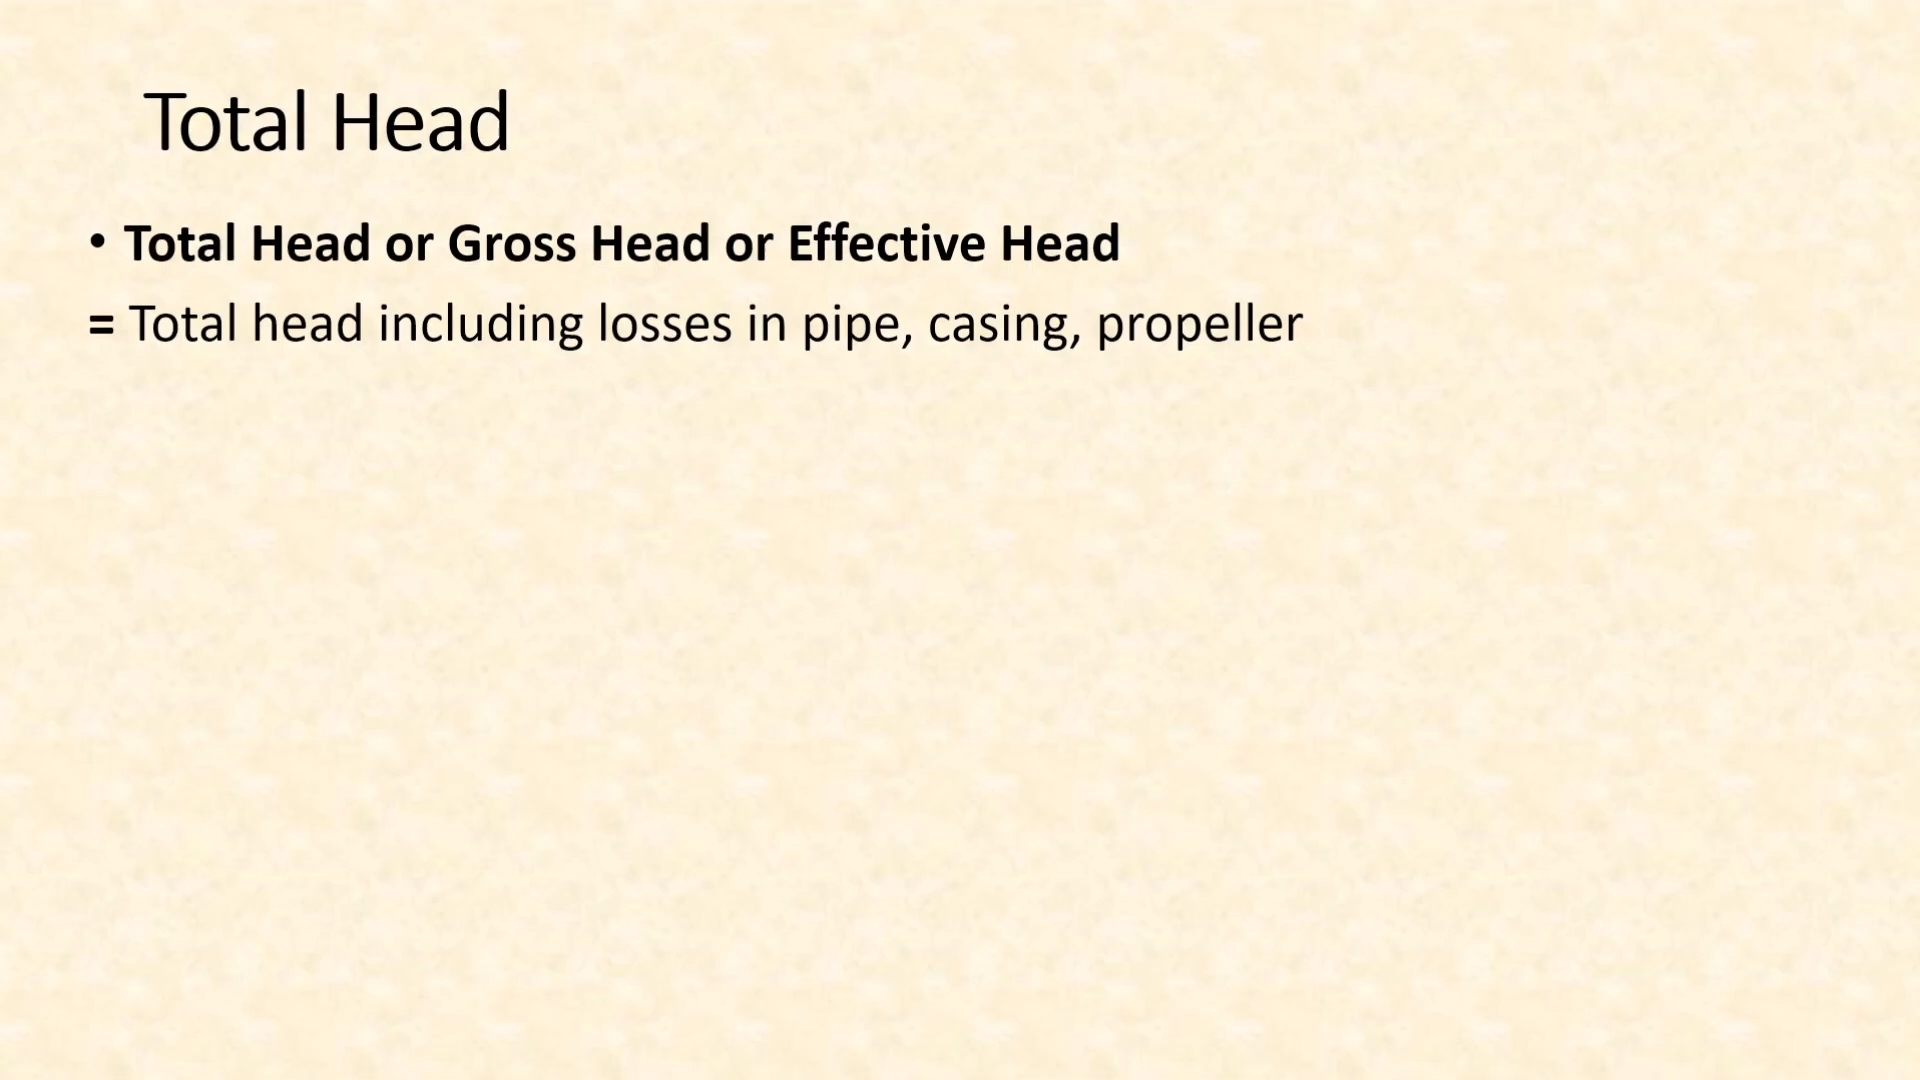 Total Head
• Total Head or Gross Head or Effective Head
= Total head including losses in pipe, casing, propeller